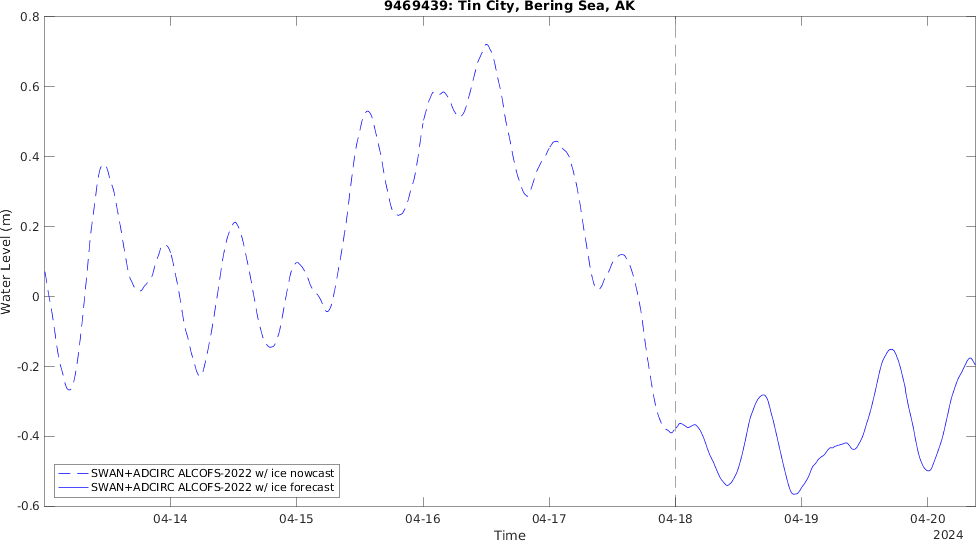 9469439: Tin City, Bering Sea, AK
0.8
0.6
0.4
0.2
0
-0.2
-0.4
-0.6
Water Level (m)
SWAN+ADCIRC ALCOFS-2022 w/ ice nowcast
SWAN+ADCIRC ALCOFS-2022 w/ ice forecast
04-14 04-15 04-16 04-17 04-18 04-19 04-20
Time
2024